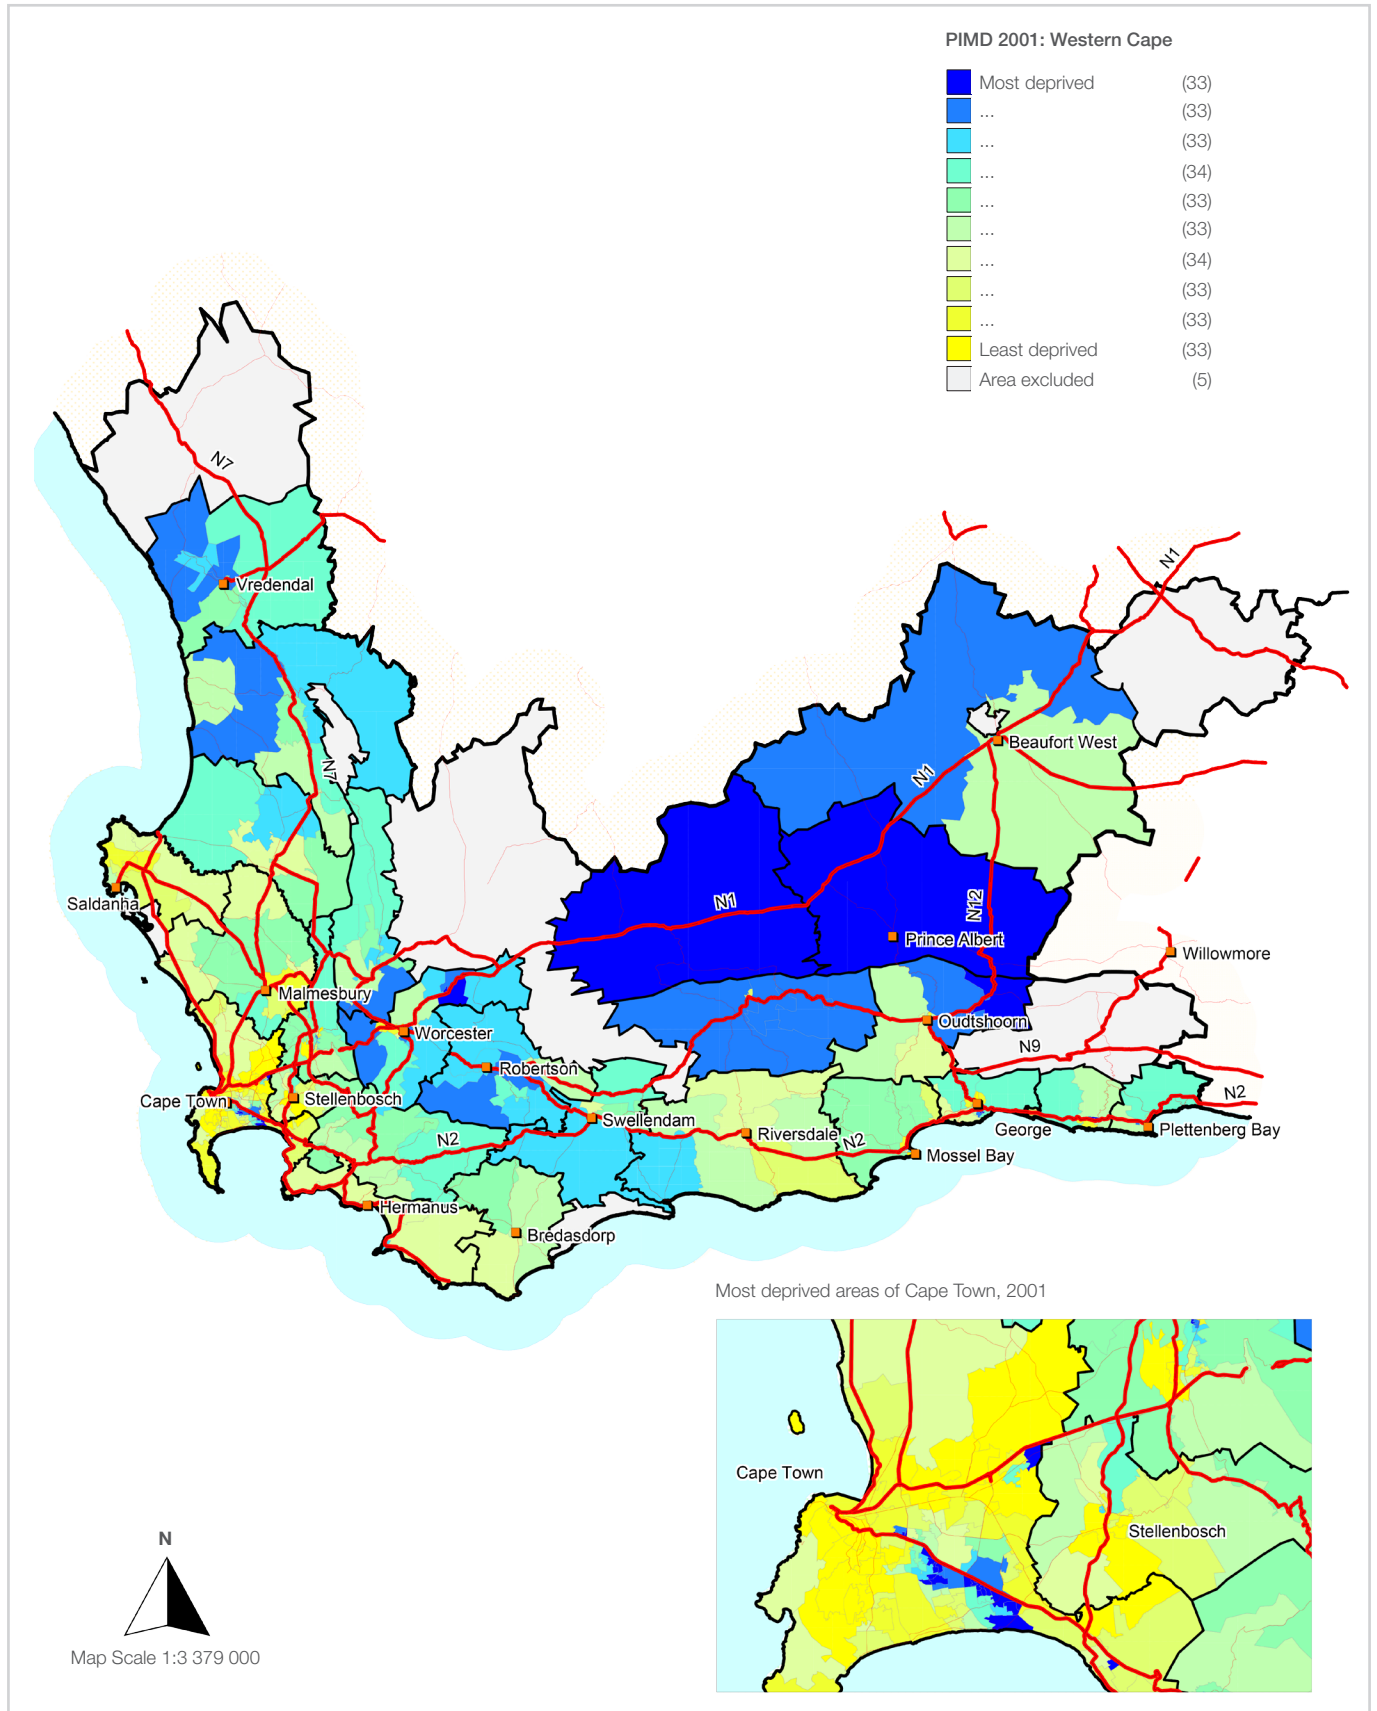 PIMD 2001: Western Cape
Most deprived (33)
... (33)
... (33)
... (34)
... (33)
... (33)
... (34)
... (33)
... (33)
Least deprived (33)
Area excluded (5)
N7
N1
Vredendal
Beaufort West
N7
N1
Saldanha
N1
N12
Prince Albert
Willowmore
Malmesbury
Oudtshoorn
Worcester
N9
Robertson
Cape Town
Stellenbosch
N2
Swellendam
N2
Riversdale
N2
George
Plettenberg Bay
Mossel Bay
Hermanus
Bredasdorp
Most deprived areas of Cape Town, 2001
Cape Town
Stellenbosch
N
Map Scale 1:3 379 000